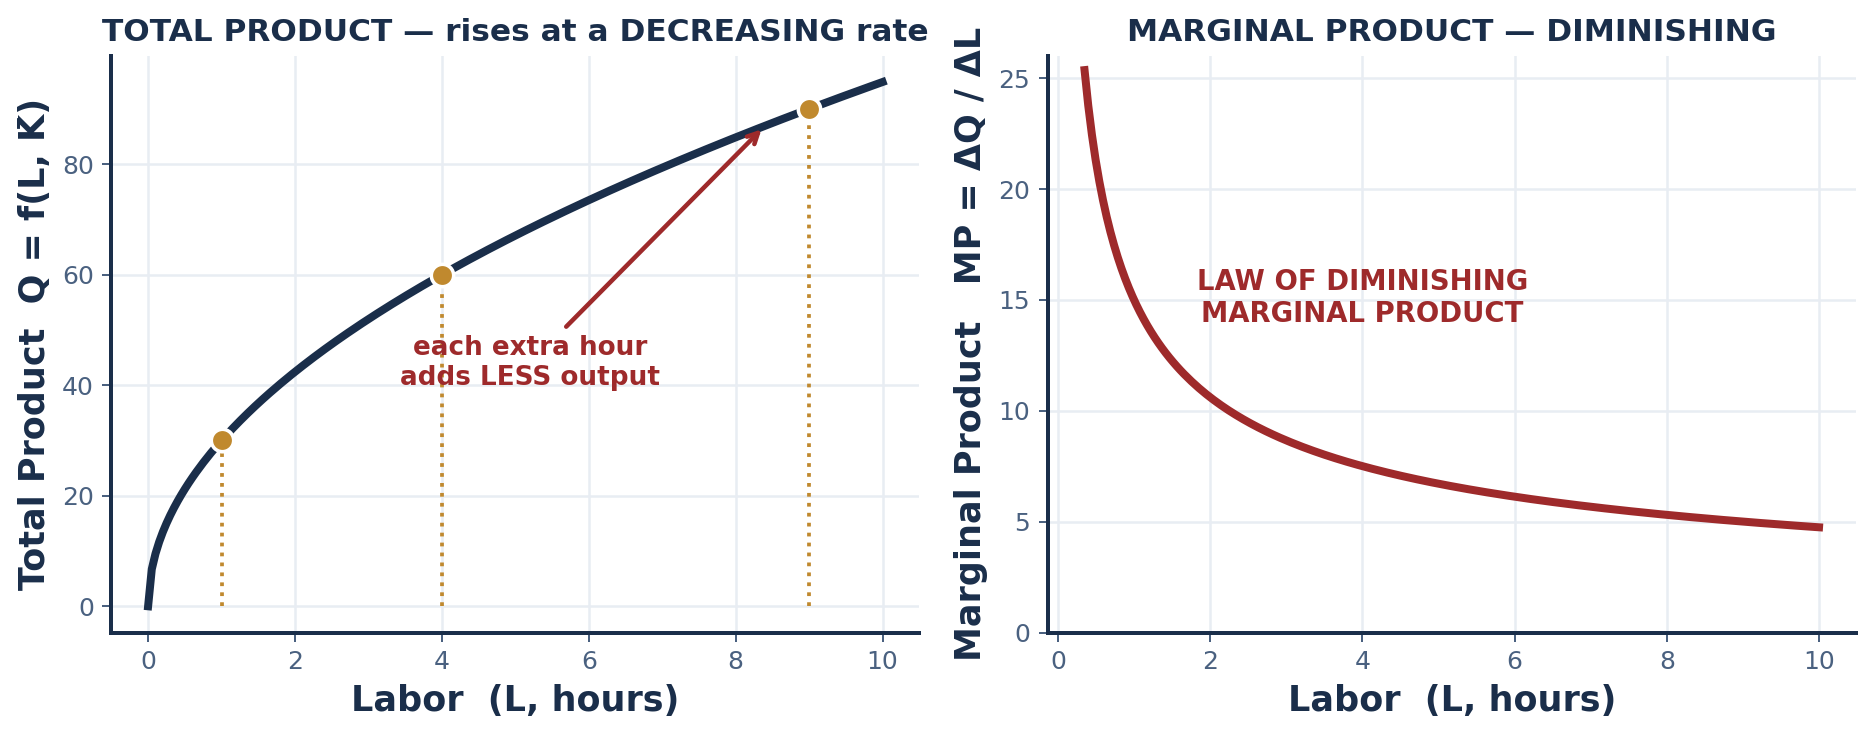 TOTAL PRODUCT — rises at a DECREASING rate
Total Product  Q = f(L, K̄)
80
60
40
20
0
each extra hour
adds LESS output
0 2 4 6 8 10
Labor  (L, hours)
MARGINAL PRODUCT — DIMINISHING
Marginal Product   MP = ΔQ / ΔL
25
20
15
10
5
0
LAW OF DIMINISHING
MARGINAL PRODUCT
0 2 4 6 8 10
Labor  (L, hours)